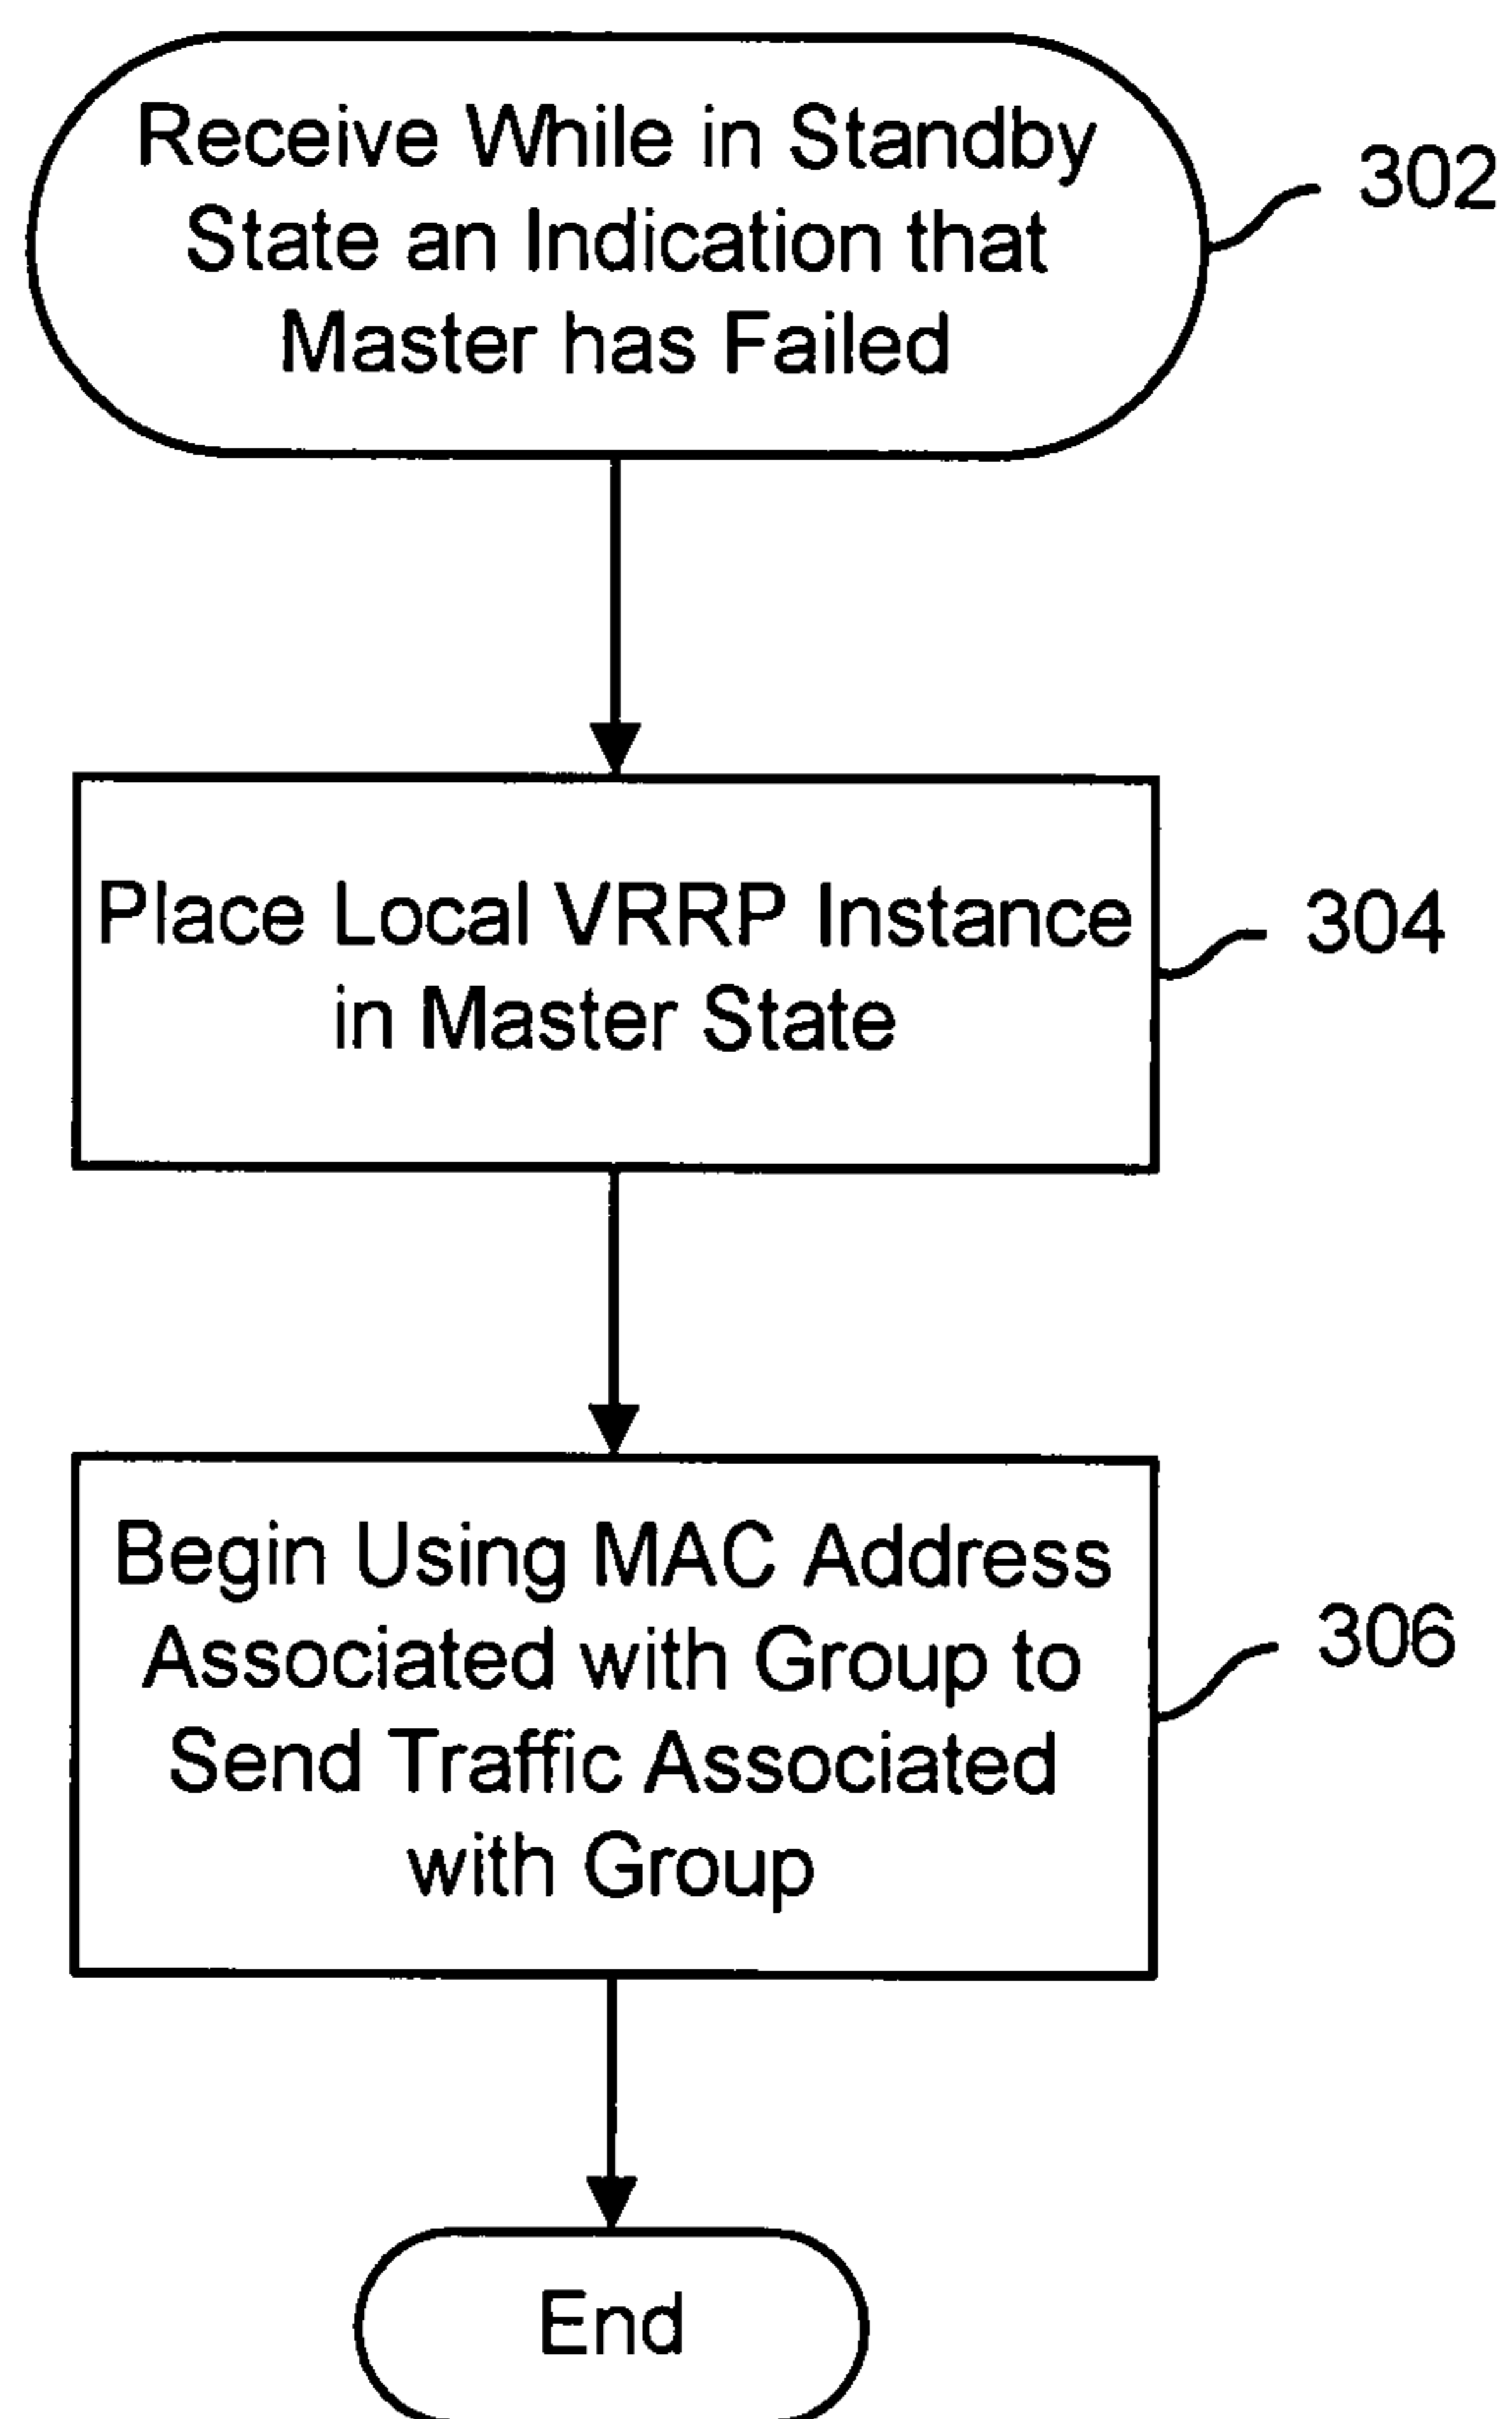 Receive While in Standby
State an Indication that
Master has Failed
302
Place Local VRRP Instance
in Master State
304
Begin Using MAC Address
Associated with Group to
Send Traffic Associated
with Group
306
End